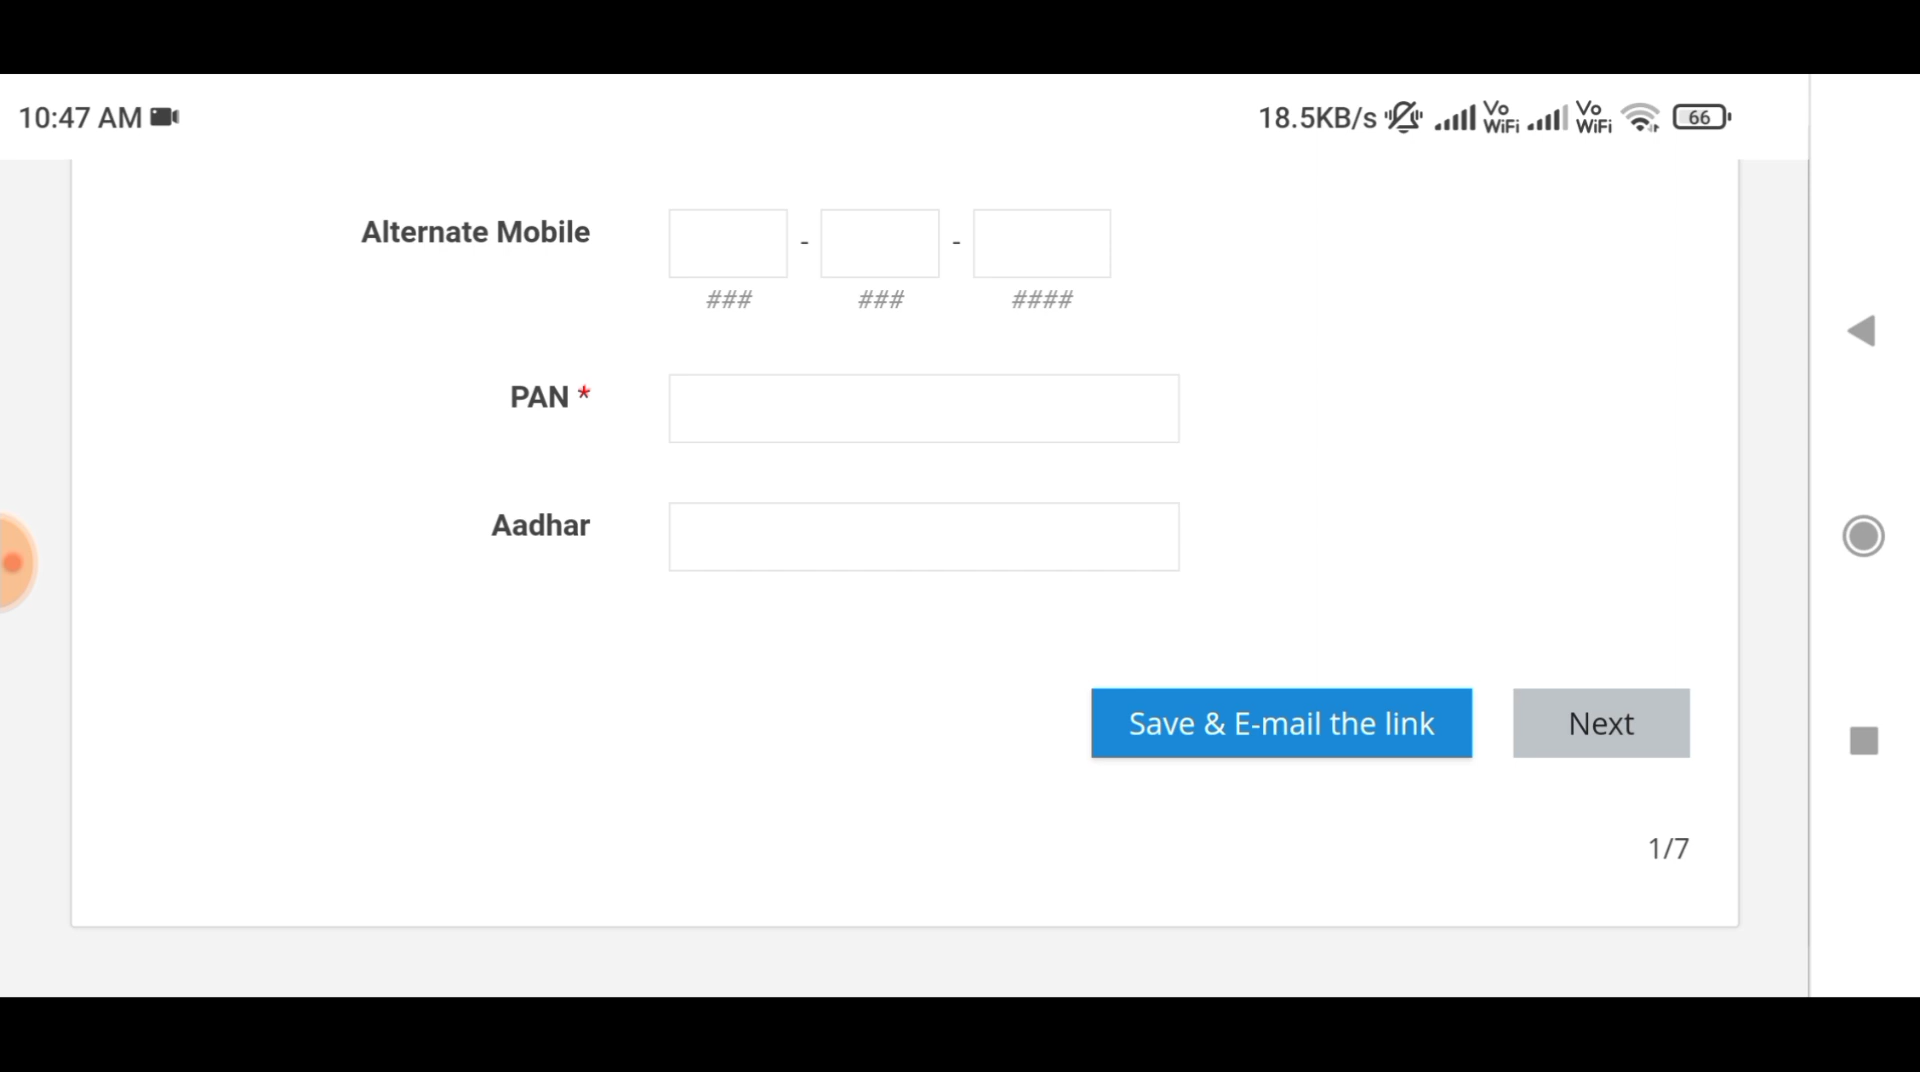 10:47 AM 18.5KB/s Vo WiFi Vo WiFi 66
Alternate Mobile - -
### ### ####
PAN *
Aadhar
Save & E-mail the link Next
1/7